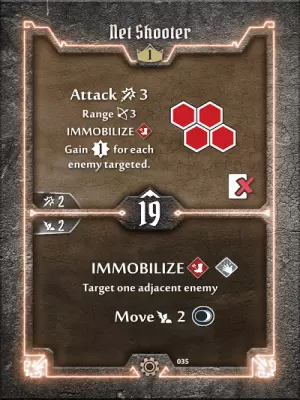 Net Shooter
1
Attack 3
Range 3
IMMOBILIZE
Gain 1 for each
enemy targeted.
2
19
2
IMMOBILIZE
Target one adjacent enemy
Move 2
035